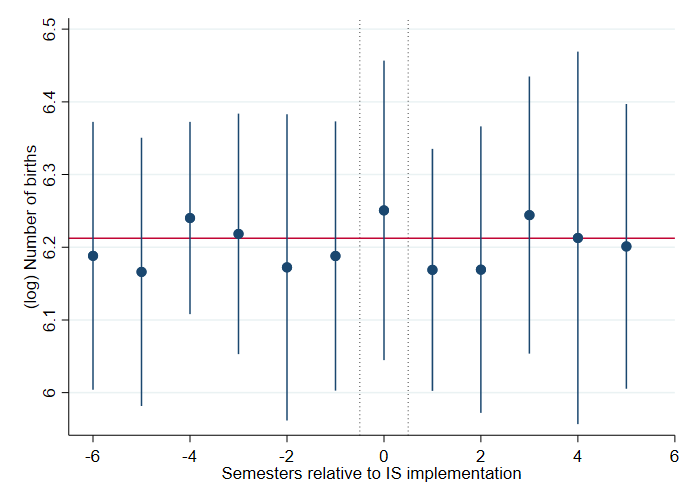 (log) Number of births
6.5
6.4
6.3
6.2
6.1
6
-6 -4 -2 0 2 4 6
Semesters relative to IS implementation